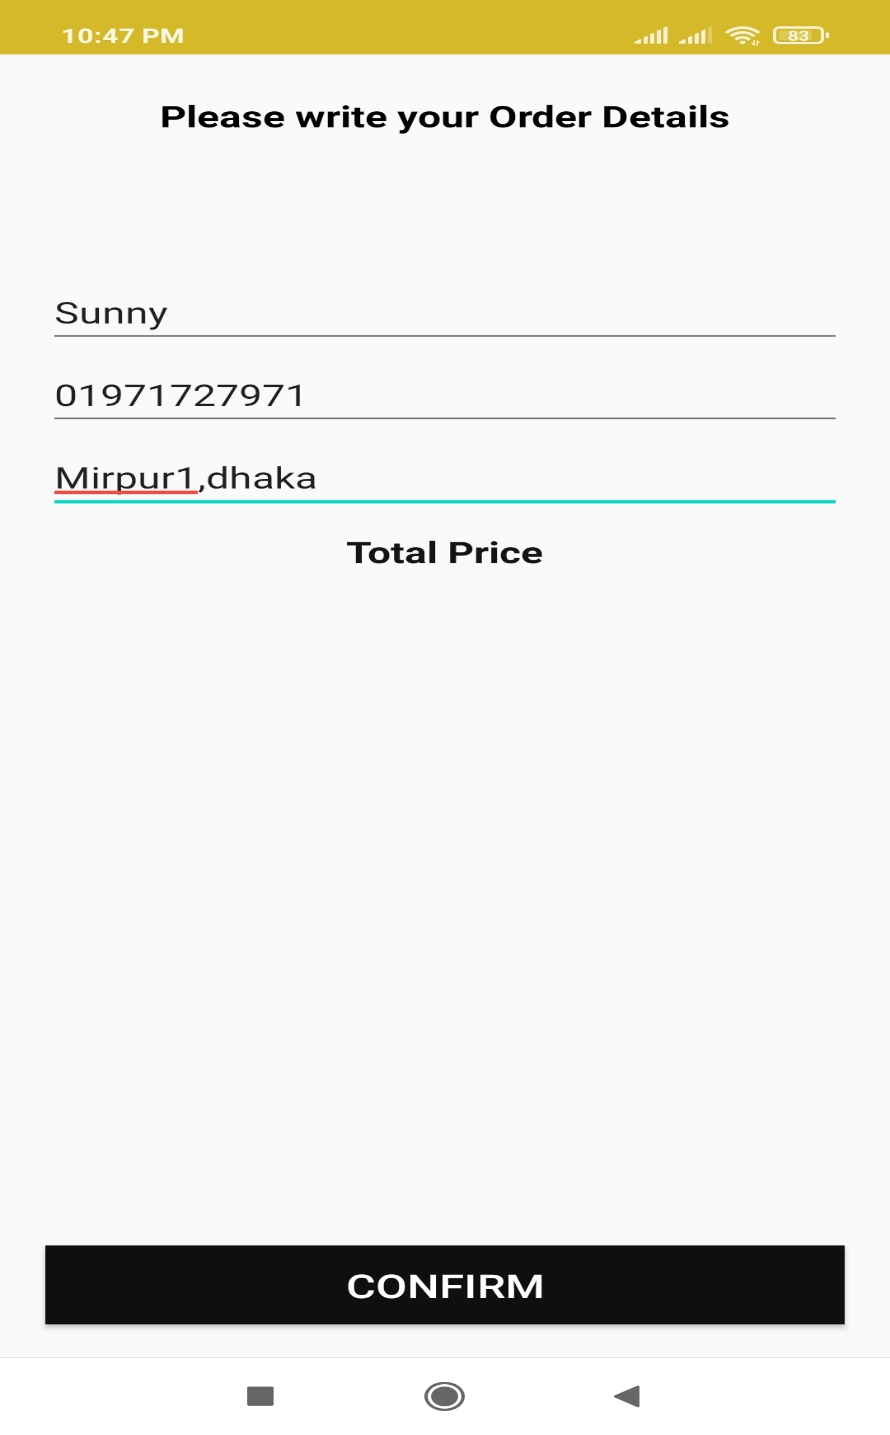 10:47 PM 83
Please write your Order Details
Sunny
01971727971
Mirpur1,dhaka
Total Price
CONFIRM